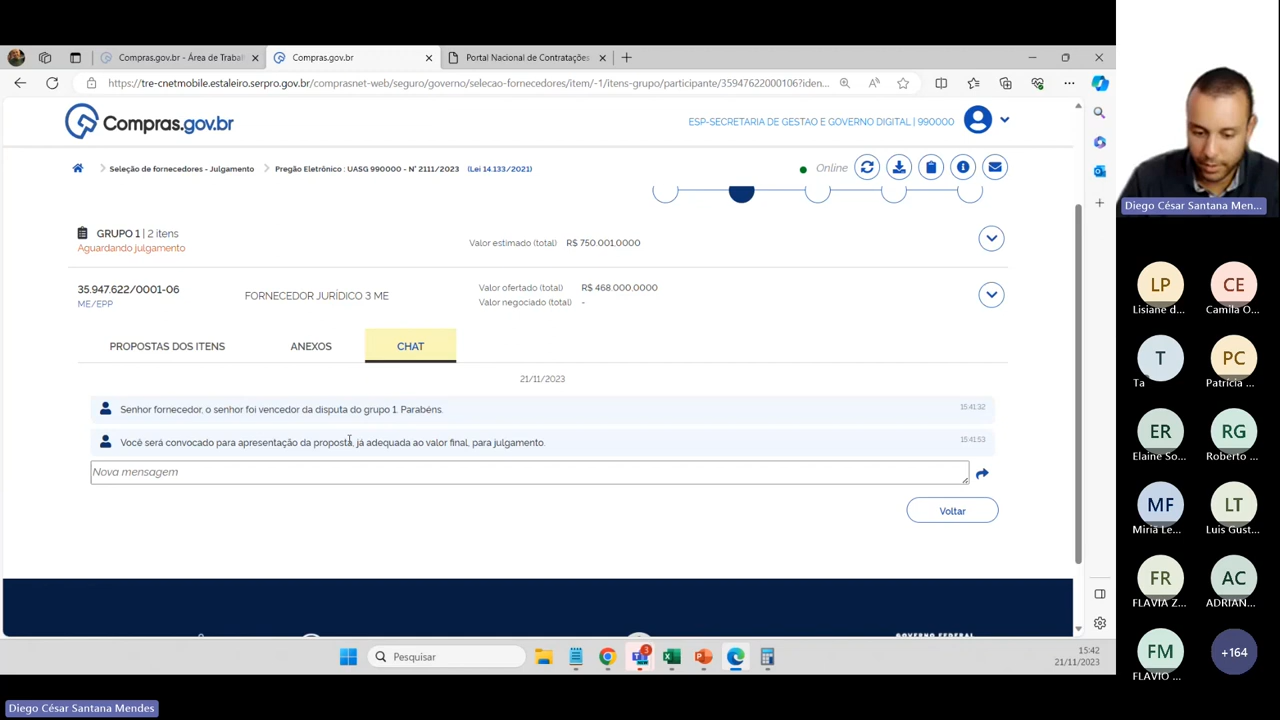 Compras.gov.br - Área de Trabal
Compras.gov.br
Portal Nacional de Contratações
https://tre-cnetmobile.estaleiro.serpro.gov.br/comprasnet-web/seguro/governo/selecao-fornecedores/item/-1/itens-grupo/participante/35947622000106?iden...
Compras.gov.br
ESP-SECRETARIA DE GESTAO E GOVERNO DIGITAL | 990000
Seleção de fornecedores - Julgamento
Pregão Eletrônico : UASG 990000 - N° 2111/2023 (Lei 14.133/2021)
Online
GRUPO 1 | 2 itens
Aguardando julgamento
Valor estimado (total) R$ 750.001,0000
35.947.622/0001-06
ME/EPP
FORNECEDOR JURÍDICO 3 ME
Valor ofertado (total) R$ 468.000,0000
Valor negociado (total) -
PROPOSTAS DOS ITENS
ANEXOS
CHAT
21/11/2023
Senhor fornecedor, o senhor foi vencedor da disputa do grupo 1. Parabéns.
15:41:32
Você será convocado para apresentação da proposta, já adequada ao valor final, para julgamento.
15:41:53
Nova mensagem
Voltar
Pesquisar
3
15:42
21/11/2023
Diego César Santana Mendes
Diego César Santana Men...
LP
Lisiane d...
CE
Camila O...
T
Ta
PC
Patrícia ...
ER
Elaine So...
RG
Roberto ...
MF
Miriã Le...
LT
Luis Gust...
FR
FLAVIA Z...
AC
ADRIAN...
FM
FLAVIO ...
+164